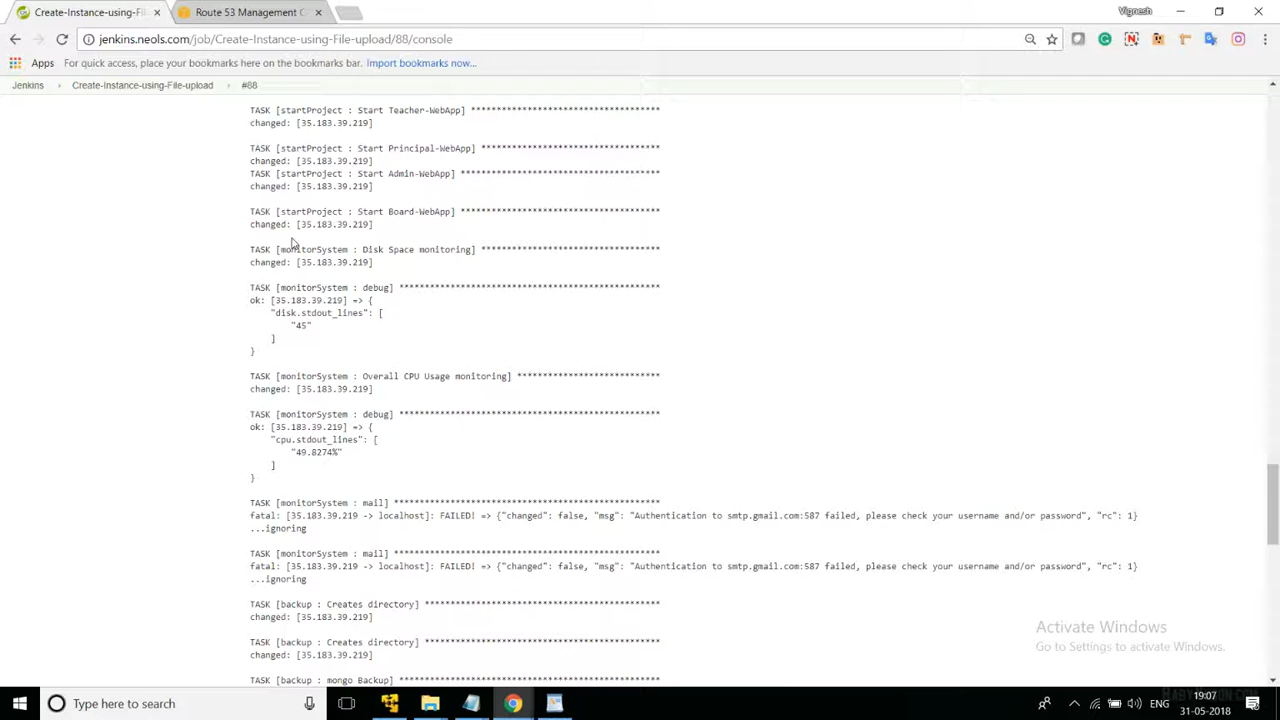 Create-Instance-using-Fi
Route 53 Management C
Vignesh
jenkins.neols.com/job/Create-Instance-using-File-upload/88/console
Apps For quick access, place your bookmarks here on the bookmarks bar. Import bookmarks now...
Jenkins Create-Instance-using-File-upload #88
TASK [startProject : Start Teacher-WebApp] *************************************
changed: [35.183.39.219]
TASK [startProject : Start Principal-WebApp] ***********************************
changed: [35.183.39.219]
TASK [startProject : Start Admin-WebApp] ***************************************
changed: [35.183.39.219]
TASK [startProject : Start Board-WebApp] ***************************************
changed: [35.183.39.219]
TASK [monitorSystem : Disk Space monitoring] ***********************************
changed: [35.183.39.219]
TASK [monitorSystem : debug] ***************************************************
ok: [35.183.39.219] => {
"disk.stdout_lines": [
"45"
]
}
TASK [monitorSystem : Overall CPU Usage monitoring] ****************************
changed: [35.183.39.219]
TASK [monitorSystem : debug] ***************************************************
ok: [35.183.39.219] => {
"cpu.stdout_lines": [
"49.8274%"
]
}
TASK [monitorSystem : mail] ****************************************************
fatal: [35.183.39.219 -> localhost]: FAILED! => {"changed": false, "msg": "Authentication to smtp.gmail.com:587 failed, please check your username and/or password", "rc": 1}
...ignoring
TASK [monitorSystem : mail] ****************************************************
fatal: [35.183.39.219 -> localhost]: FAILED! => {"changed": false, "msg": "Authentication to smtp.gmail.com:587 failed, please check your username and/or password", "rc": 1}
...ignoring
TASK [backup : Creates directory] **********************************************
changed: [35.183.39.219]
TASK [backup : Creates directory] **********************************************
changed: [35.183.39.219]
TASK [backup : mongo Backup] ***************************************************
Activate Windows
Go to Settings to activate Windows.
Type here to search
ENG
19:07
31-05-2018